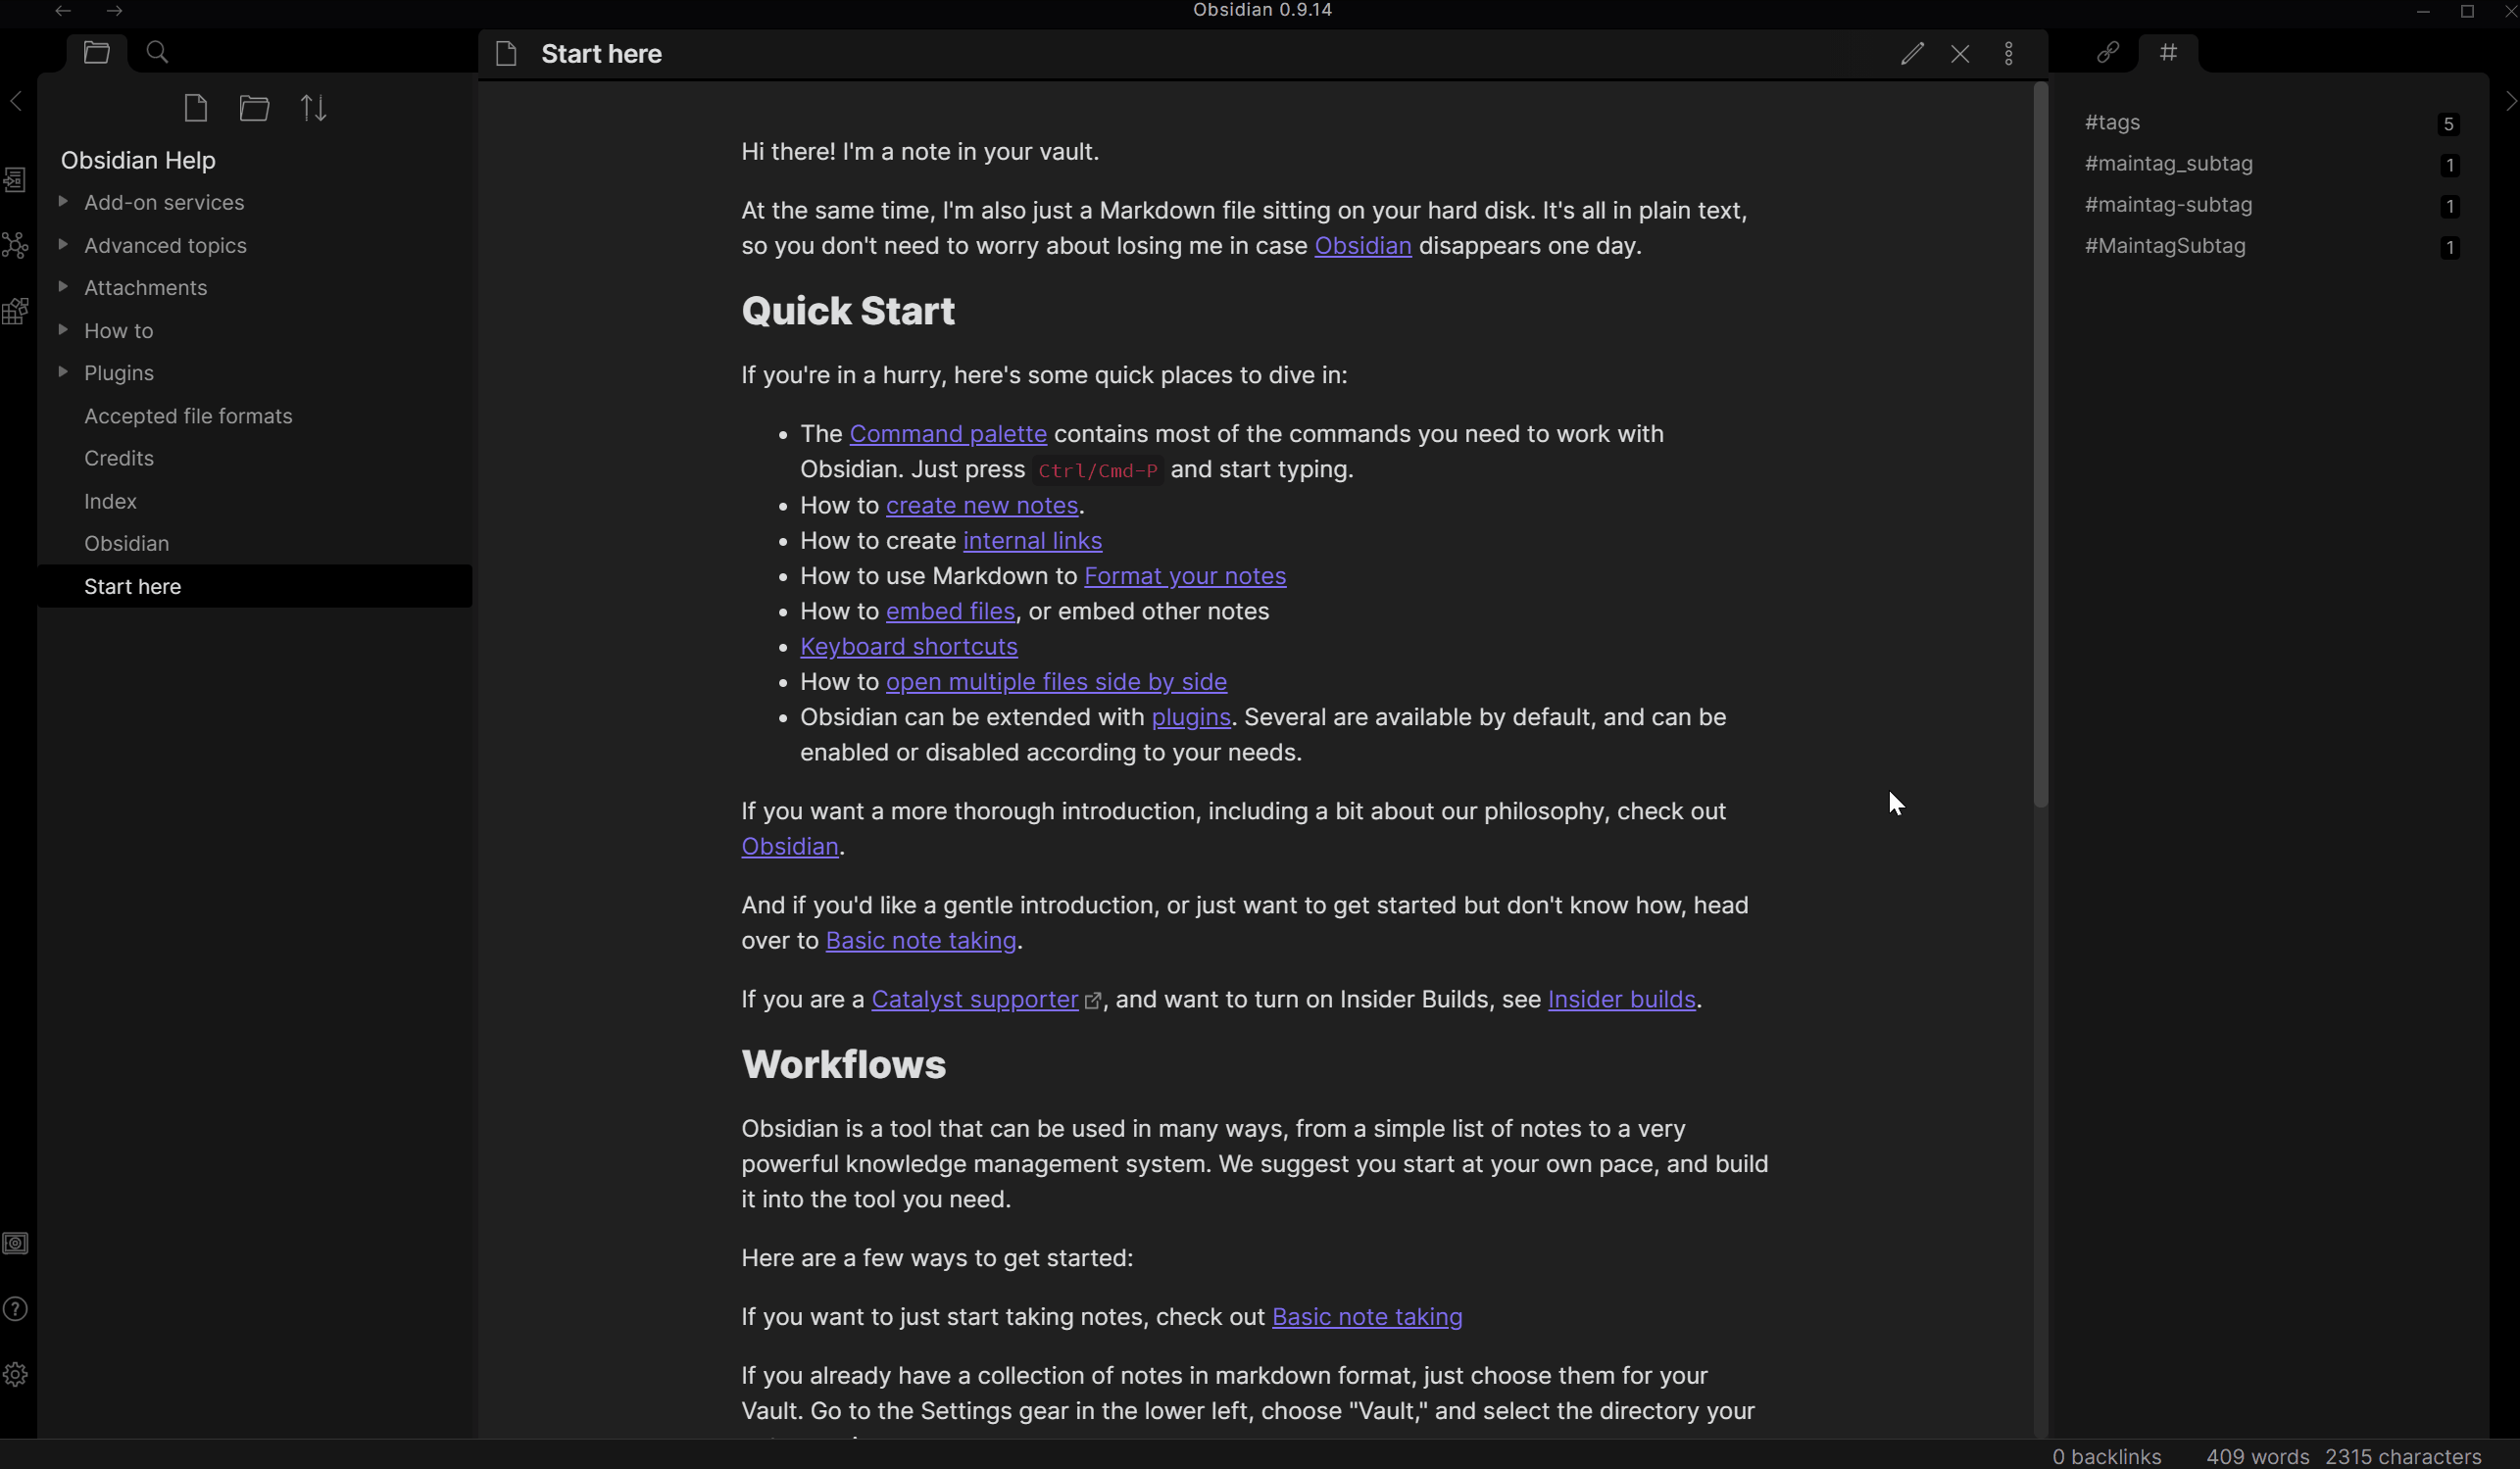 Obsidian 0.9.14
Start here
Obsidian Help
Add-on services
Advanced topics
Attachments
How to
Plugins
Accepted file formats
Credits
Index
Obsidian
Start here
Hi there! I'm a note in your vault.
At the same time, I'm also just a Markdown file sitting on your hard disk. It's all in plain text,
so you don't need to worry about losing me in case Obsidian disappears one day.
Quick Start
If you're in a hurry, here's some quick places to dive in:
• The Command palette contains most of the commands you need to work with
Obsidian. Just press Ctrl/Cmd-P and start typing.
• How to create new notes.
• How to create internal links
• How to use Markdown to Format your notes
• How to embed files, or embed other notes
• Keyboard shortcuts
• How to open multiple files side by side
• Obsidian can be extended with plugins. Several are available by default, and can be
enabled or disabled according to your needs.
If you want a more thorough introduction, including a bit about our philosophy, check out
Obsidian.
And if you'd like a gentle introduction, or just want to get started but don't know how, head
over to Basic note taking.
If you are a Catalyst supporter, and want to turn on Insider Builds, see Insider builds.
Workflows
Obsidian is a tool that can be used in many ways, from a simple list of notes to a very
powerful knowledge management system. We suggest you start at your own pace, and build
it into the tool you need.
Here are a few ways to get started:
If you want to just start taking notes, check out Basic note taking
If you already have a collection of notes in markdown format, just choose them for your
Vault. Go to the Settings gear in the lower left, choose "Vault," and select the directory your
#tags 5
#maintag_subtag 1
#maintag-subtag 1
#MaintagSubtag 1
0 backlinks 409 words 2315 characters